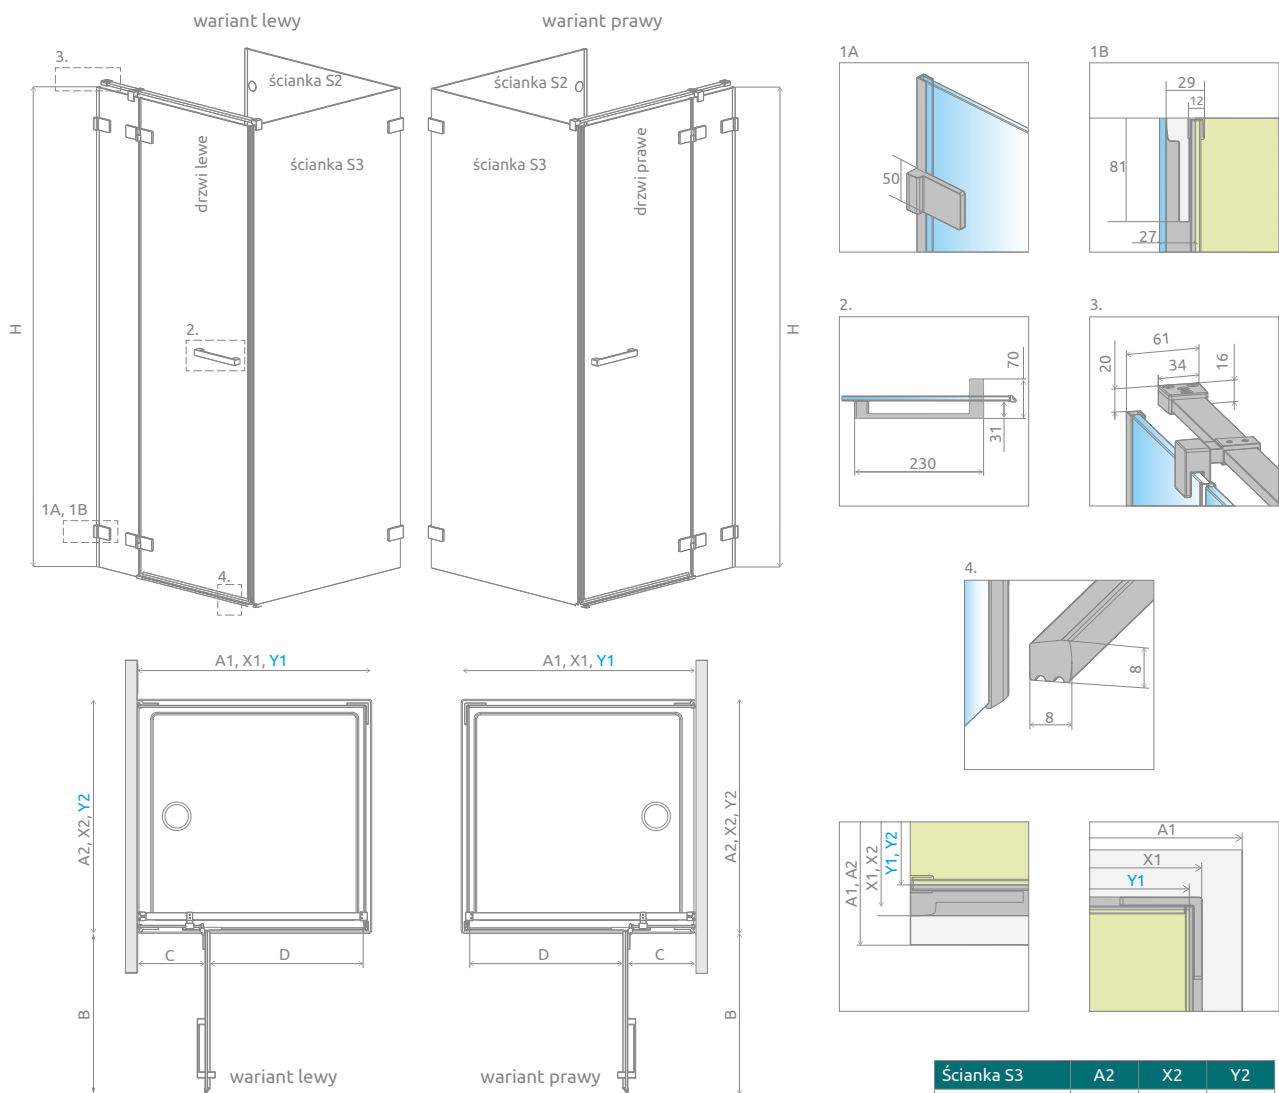 wariant lewy
wariant prawy
3.
ścianka S2
drzwi lewe
ścianka S3
H
2.
1A, 1B
4.
ścianka S2
ścianka S3
drzwi prawe
H
1A
50
1B
29
12
81
27
2.
70
31
230
3.
61
34
20
16
4.
8
8
A1, X1, Y1
A2, X2, Y2
C
D
B
wariant lewy
A1, X1, Y1
A2, X2, Y2
D
C
B
wariant prawy
A1, A2
X1, X2
Y1, Y2
A1
X1
Y1
Ścianka S3 A2 X2 Y2